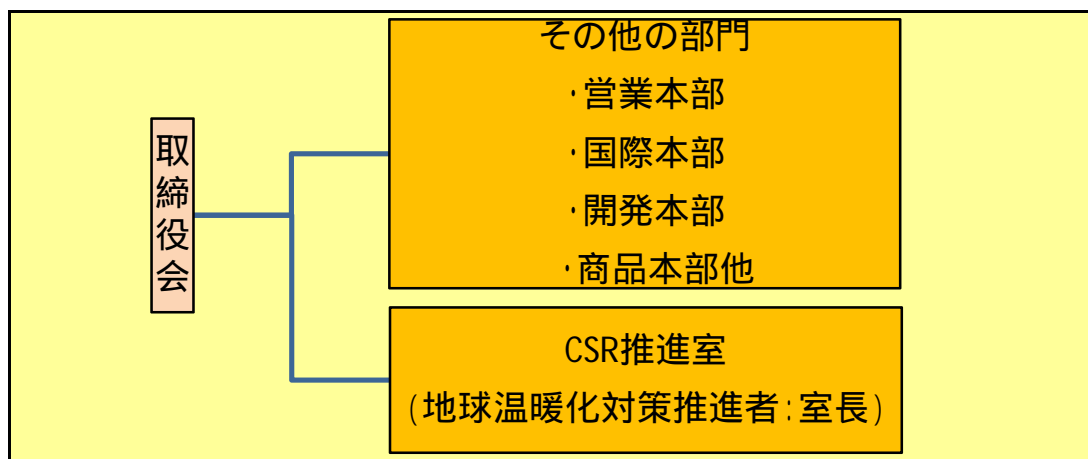 取締役会
その他の部門
・営業本部
・国際本部
・開発本部
・商品本部他
CSR推進室
(地球温暖化対策推進者:室長)